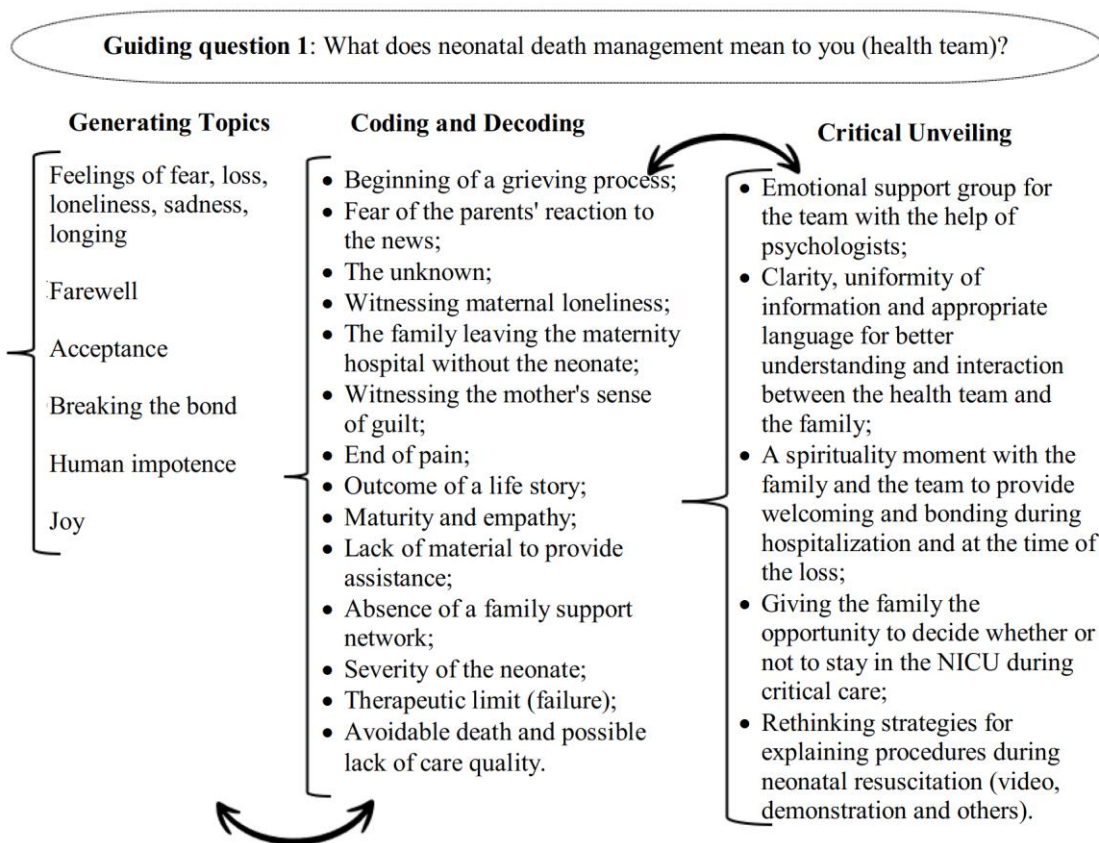 Guiding question 1: What does neonatal death management mean to you (health team)?
Generating Topics
Feelings of fear, loss,
loneliness, sadness,
longing
Farewell
Acceptance
Breaking the bond
Human impotence
Joy
Coding and Decoding
• Beginning of a grieving process;
• Fear of the parents' reaction to
the news;
• The unknown;
• Witnessing maternal loneliness;
• The family leaving the maternity
hospital without the neonate;
• Witnessing the mother's sense
of guilt;
• End of pain;
• Outcome of a life story;
• Maturity and empathy;
• Lack of material to provide
assistance;
• Absence of a family support
network;
• Severity of the neonate;
• Therapeutic limit (failure);
• Avoidable death and possible
lack of care quality.
Critical Unveiling
• Emotional support group for
the team with the help of
psychologists;
• Clarity, uniformity of
information and appropriate
language for better
understanding and interaction
between the health team and
the family;
• A spirituality moment with the
family and the team to provide
welcoming and bonding during
hospitalization and at the time of
the loss;
• Giving the family the
opportunity to decide whether or
not to stay in the NICU during
critical care;
• Rethinking strategies for
explaining procedures during
neonatal resuscitation (video,
demonstration and others).